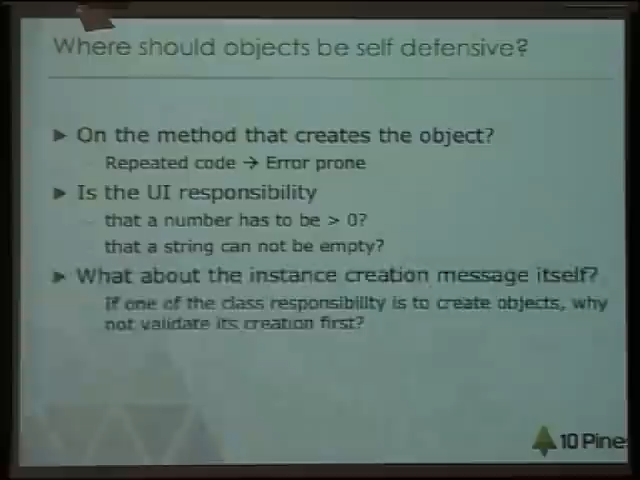 Where should objects be self defensive?
On the method that creates the object?
Repeated code → Error prone
Is the UI responsibility
that a number has to be > 0?
that a string can not be empty?
What about the instance creation message itself?
If one of the class responsibility is to create objects, why
not validate its creation first?
10 Pine